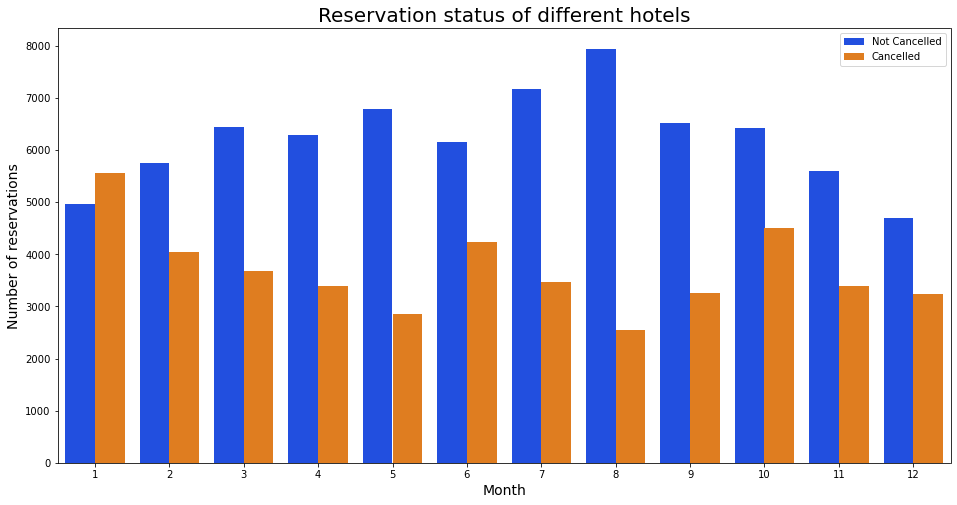 Reservation status of different hotels
Not Cancelled
Cancelled
Number of reservations
8000
7000
6000
5000
4000
3000
2000
1000
0
1 2 3 4 5 6 7 8 9 10 11 12
Month